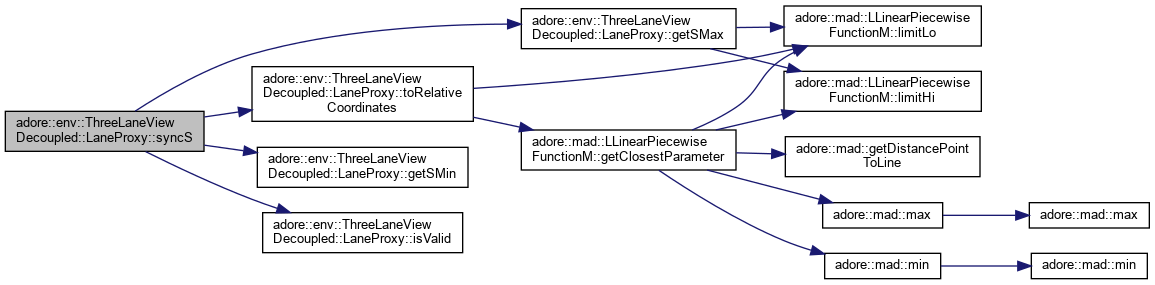 adore::env::ThreeLaneView
Decoupled::LaneProxy::syncS
adore::env::ThreeLaneView
Decoupled::LaneProxy::getSMax
adore::env::ThreeLaneView
Decoupled::LaneProxy::toRelative
Coordinates
adore::env::ThreeLaneView
Decoupled::LaneProxy::getSMin
adore::env::ThreeLaneView
Decoupled::LaneProxy::isValid
adore::mad::LLinearPiecewise
FunctionM::getClosestParameter
adore::mad::LLinearPiecewise
FunctionM::limitLo
adore::mad::LLinearPiecewise
FunctionM::limitHi
adore::mad::getDistancePoint
ToLine
adore::mad::max
adore::mad::max
adore::mad::min
adore::mad::min